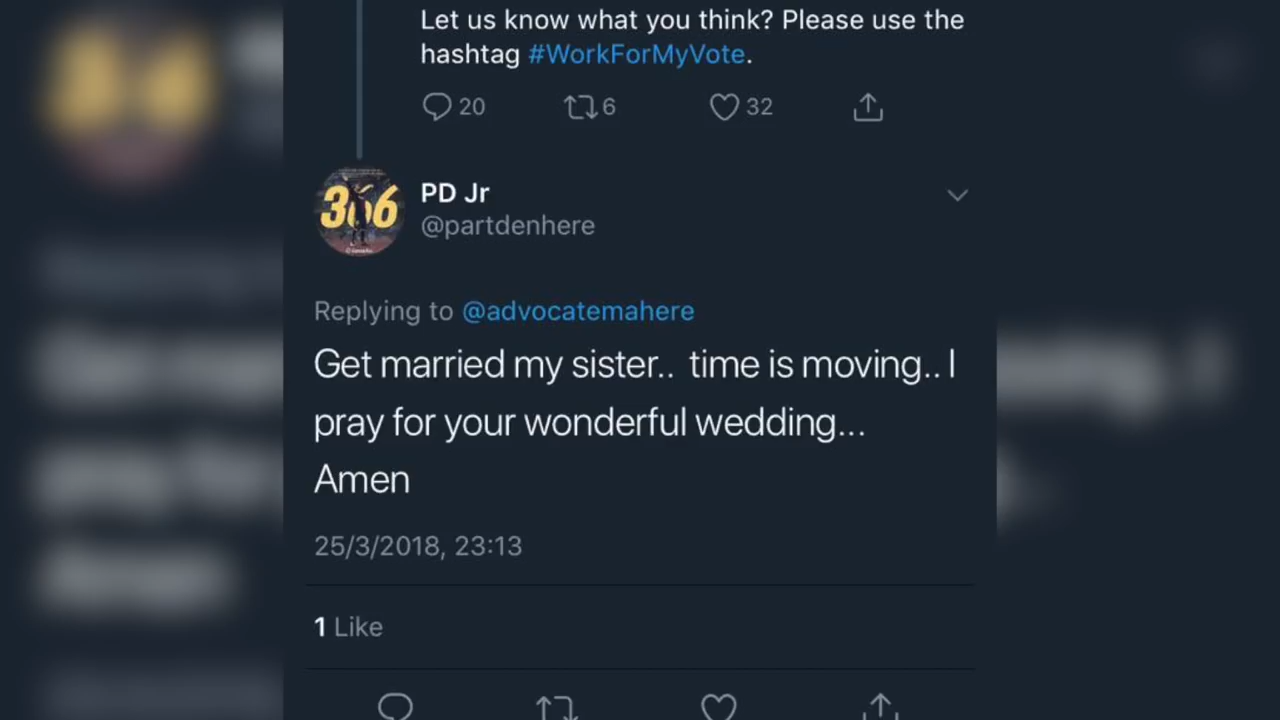 Let us know what you think? Please use the
hashtag #WorkForMyVote.
20 6 32
366
PD Jr
@partdenhere
Replying to @advocatemahere
Get married my sister.. time is moving.. I
pray for your wonderful wedding...
Amen
25/3/2018, 23:13
1 Like